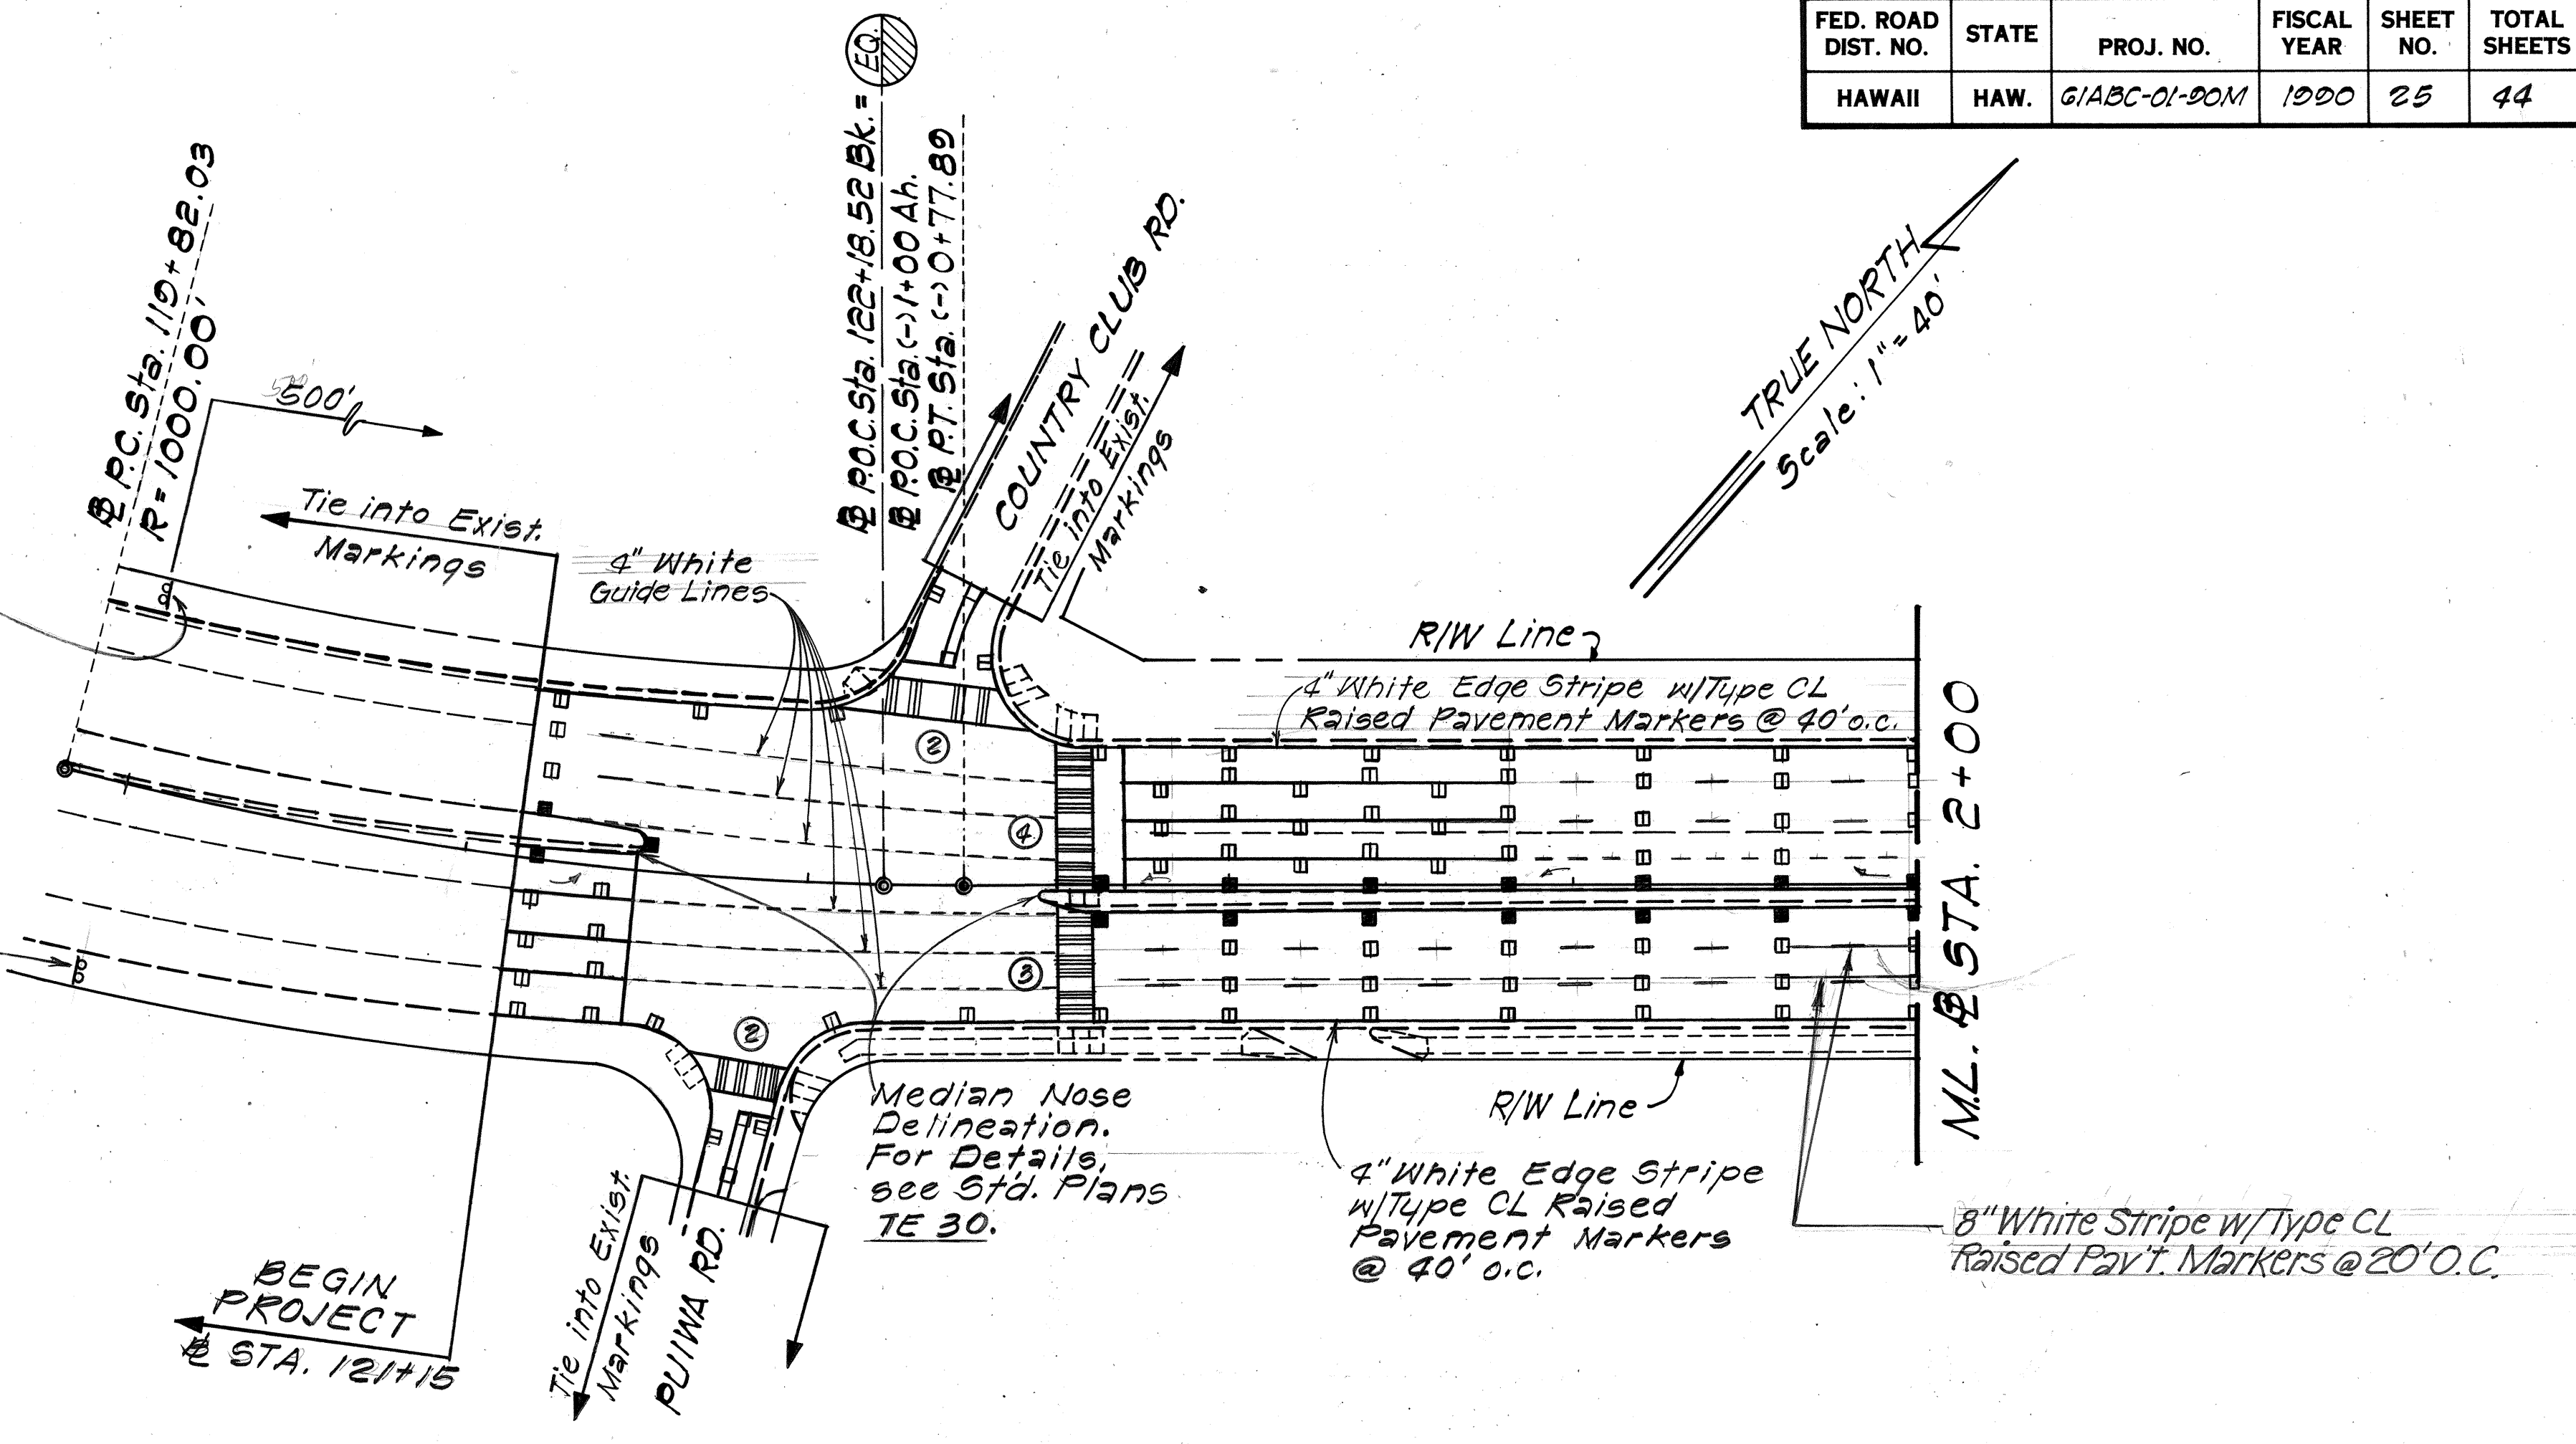 FED. ROAD DIST. NO. STATE PROJ. NO. FISCAL YEAR SHEET NO. TOTAL SHEETS
HAWAII HAW. 61ABC-01-90M 1990 25 44
EQ.
℄ P.C. Sta. 119+82.03
R=1000.00'
500'
℄ P.O.C. Sta. 122+18.52 Bk. =
℄ P.O.C. Sta. (-) 1+00 Ah.
℄ P.T. Sta. (-) 0+77.89
COUNTRY CLUB RD.
Tie into Exist.
Markings
TRUE NORTH
Scale: 1" = 40'
Tie into Exist.
Markings
4" White
Guide Lines
R/W Line
4" White Edge Stripe w/Type CL
Raised Pavement Markers @ 40' o.c.
2
4
3
2
M.L. ℄ STA. 2+00
Median Nose
Delineation.
For Details,
see St'd. Plans
TE 30.
R/W Line
4" White Edge Stripe
w/Type CL Raised
Pavement Markers
@ 40' o.c.
8" White Stripe w/Type CL
Raised Pav't. Markers @ 20' O.C.
BEGIN
PROJECT
℄ STA. 121+15
Tie into Exist.
Markings
PUIWA RD.